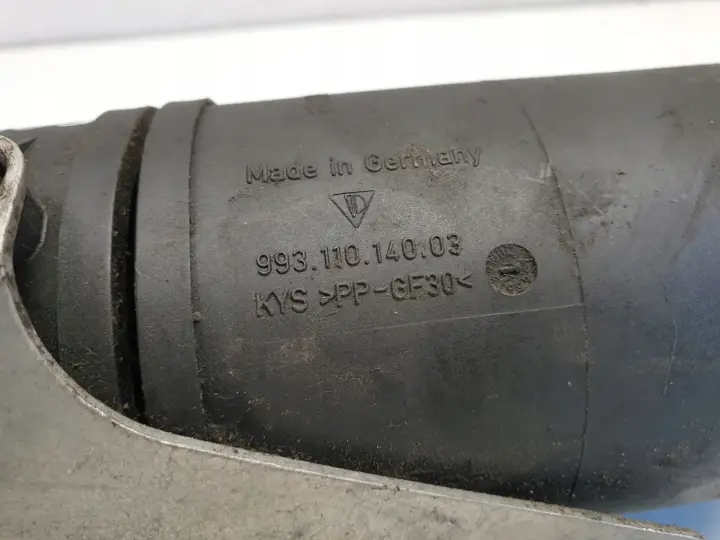 Made in Germany
993.110.140.03
KYS >PP-GF30<